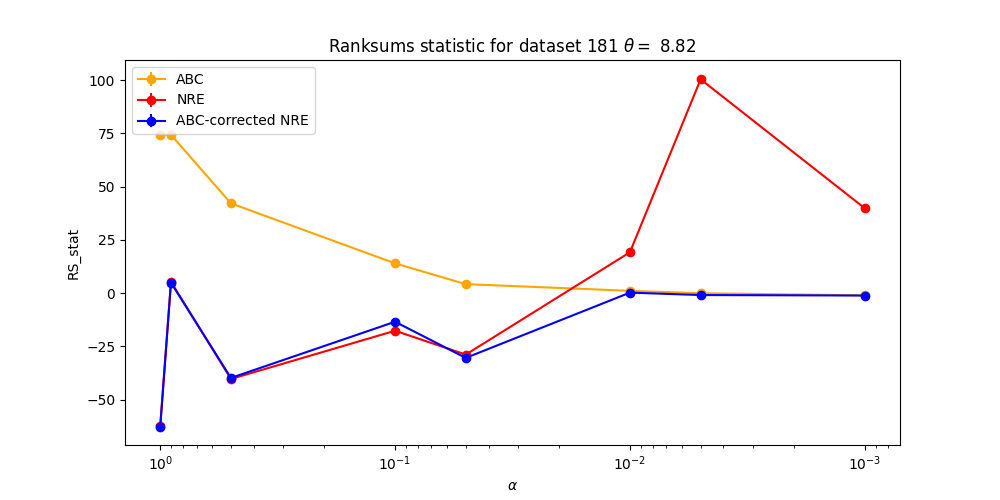 Ranksums statistic for dataset 181 θ = 8.82
ABC
NRE
ABC-corrected NRE
100
75
50
25
0
−25
−50
RS_stat
10⁰
10⁻¹
10⁻²
10⁻³
α